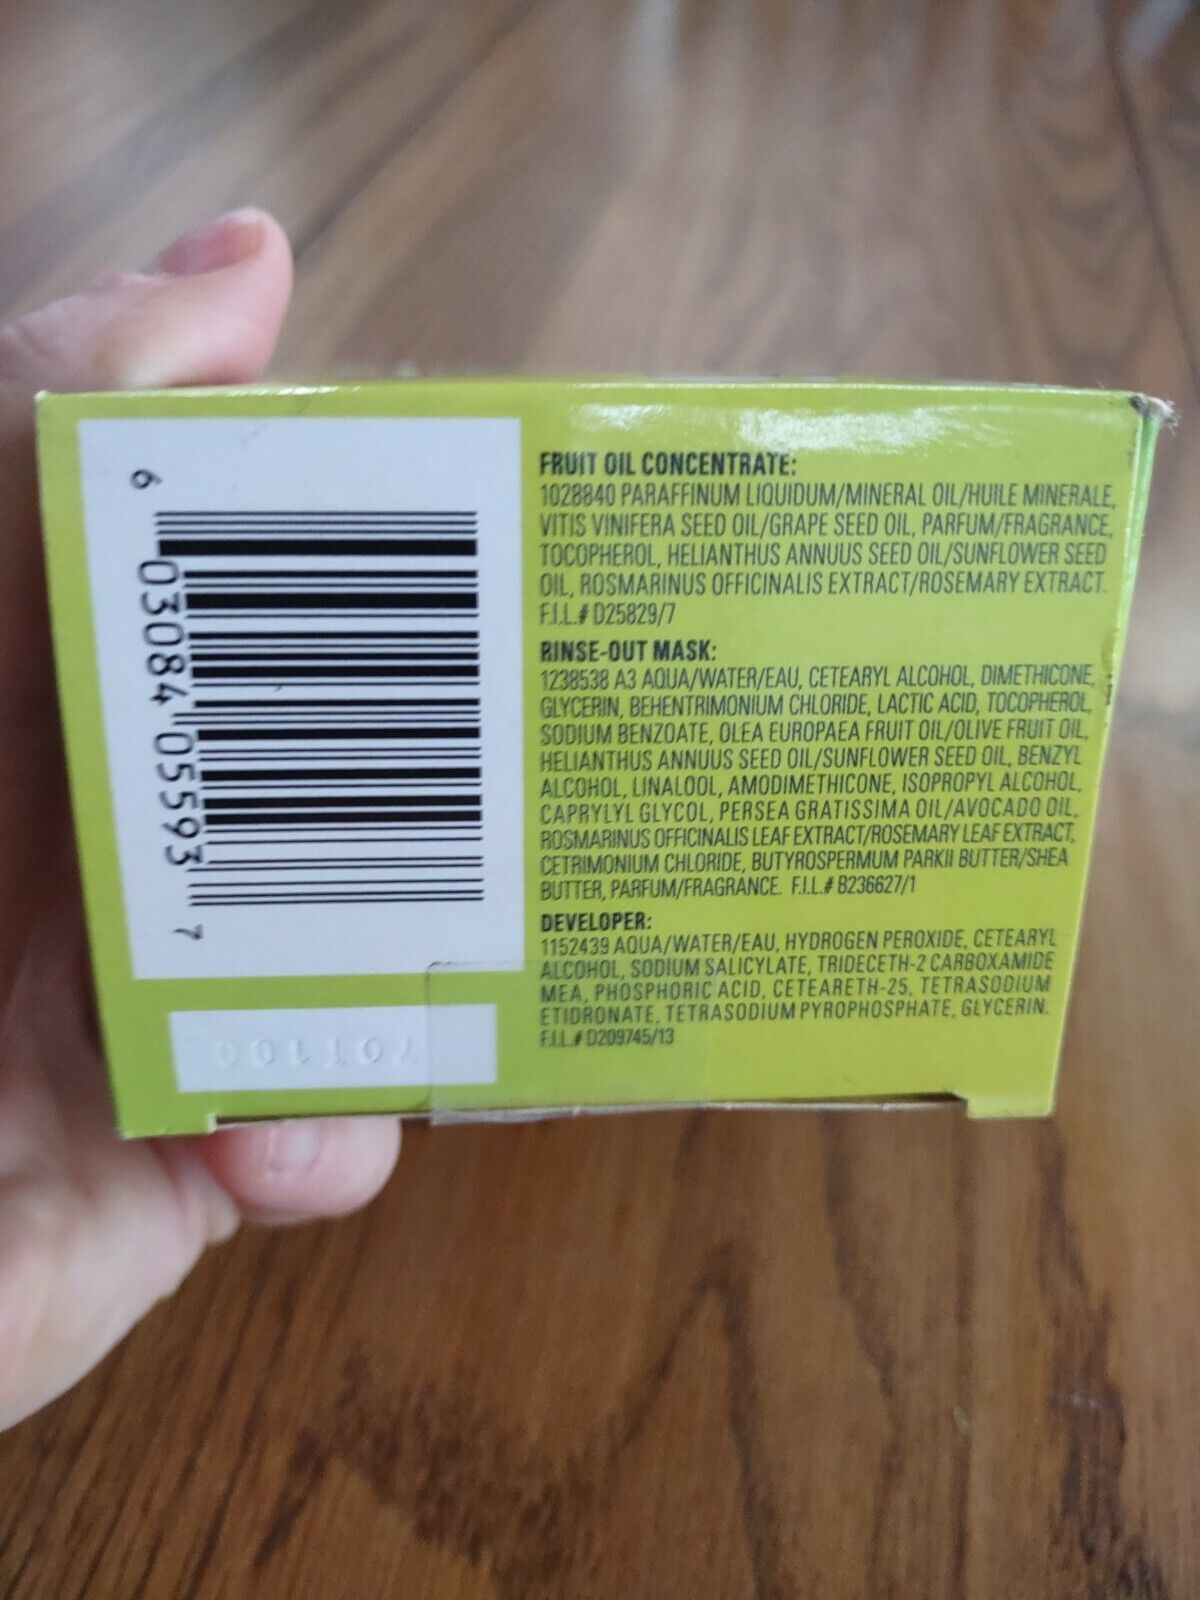 6 03084 05593 7
FRUIT OIL CONCENTRATE:
1028840 PARAFFINUM LIQUIDUM/MINERAL OIL/HUILE MINERALE,
VITIS VINIFERA SEED OIL/GRAPE SEED OIL, PARFUM/FRAGRANCE,
TOCOPHEROL, HELIANTHUS ANNUUS SEED OIL/SUNFLOWER SEED
OIL, ROSMARINUS OFFICINALIS EXTRACT/ROSEMARY EXTRACT.
F.I.L.# D25829/7
RINSE-OUT MASK:
1238538 A3 AQUA/WATER/EAU, CETEARYL ALCOHOL, DIMETHICONE,
GLYCERIN, BEHENTRIMONIUM CHLORIDE, LACTIC ACID, TOCOPHEROL,
SODIUM BENZOATE, OLEA EUROPAEA FRUIT OIL/OLIVE FRUIT OIL,
HELIANTHUS ANNUUS SEED OIL/SUNFLOWER SEED OIL, BENZYL
ALCOHOL, LINALOOL, AMODIMETHICONE, ISOPROPYL ALCOHOL,
CAPRYLYL GLYCOL, PERSEA GRATISSIMA OIL/AVOCADO OIL,
ROSMARINUS OFFICINALIS LEAF EXTRACT/ROSEMARY LEAF EXTRACT,
CETRIMONIUM CHLORIDE, BUTYROSPERMUM PARKII BUTTER/SHEA
BUTTER, PARFUM/FRAGRANCE. F.I.L.# B236627/1
DEVELOPER:
1152439 AQUA/WATER/EAU, HYDROGEN PEROXIDE, CETEARYL
ALCOHOL, SODIUM SALICYLATE, TRIDECETH-2 CARBOXAMIDE
MEA, PHOSPHORIC ACID, CETEARETH-25, TETRASODIUM
ETIDRONATE, TETRASODIUM PYROPHOSPHATE, GLYCERIN.
F.I.L.# D209745/13